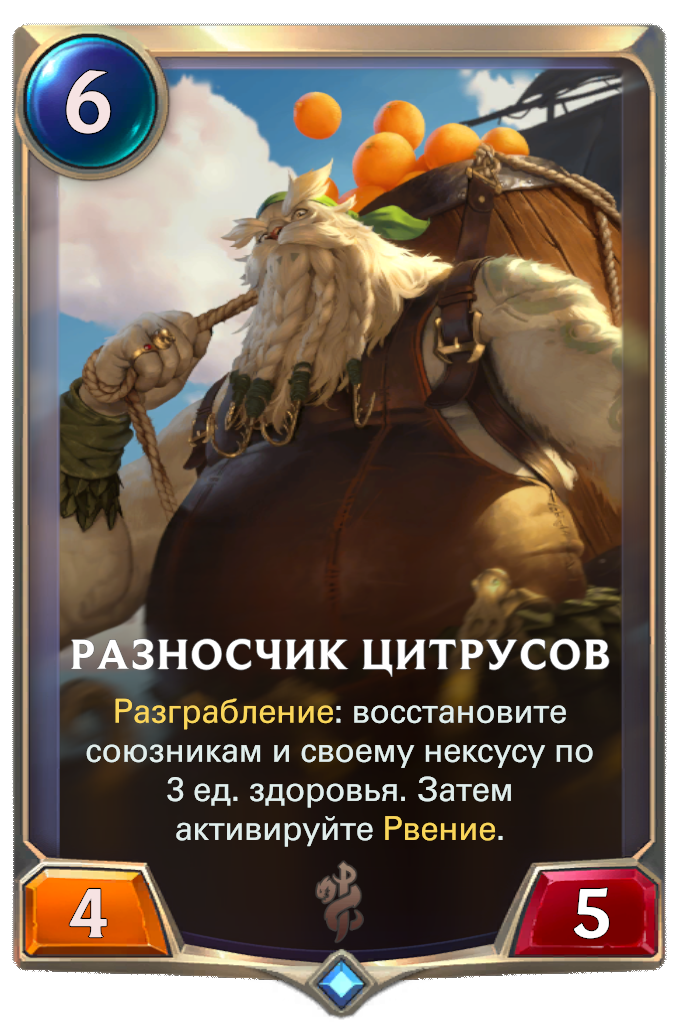 6
РАЗНОСЧИК ЦИТРУСОВ
Разграбление: восстановите
союзникам и своему нексусу по
3 ед. здоровья. Затем
активируйте Рвение.
4
5